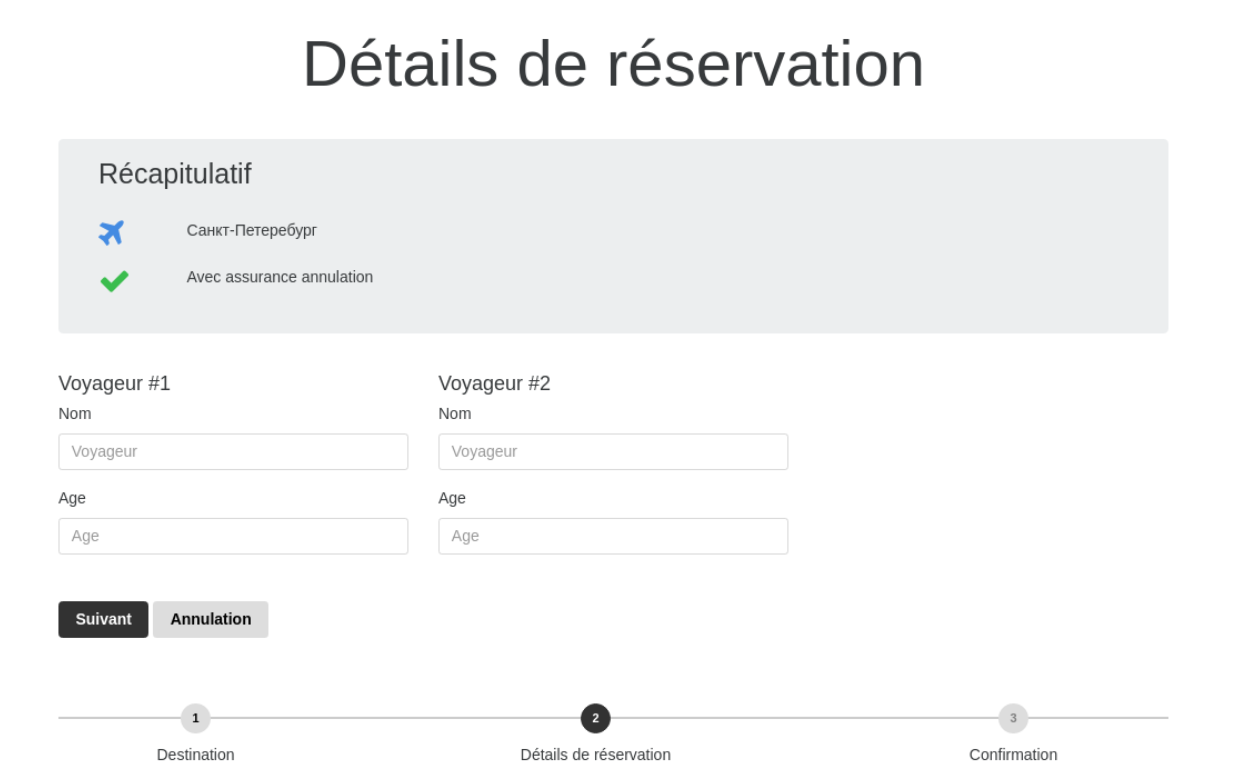 Détails de réservation
Récapitulatif
Санкт-Петеребург
Avec assurance annulation
Voyageur #1
Nom
Voyageur
Age
Age
Voyageur #2
Nom
Voyageur
Age
Age
Suivant Annulation
1 2 3
Destination Détails de réservation Confirmation